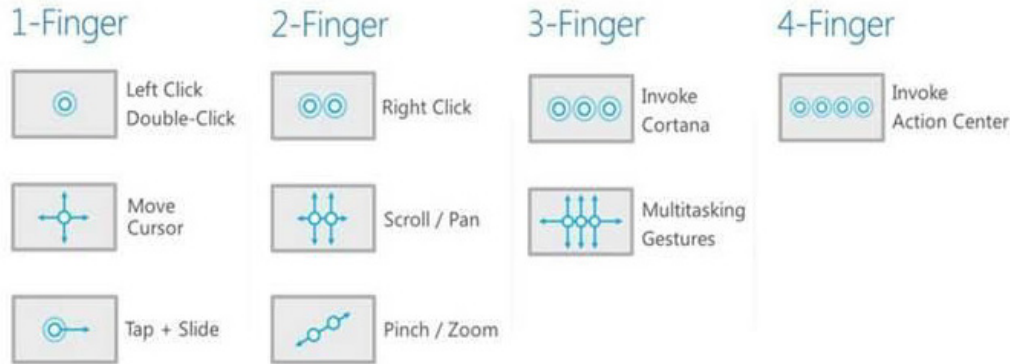 1-Finger
2-Finger
3-Finger
4-Finger
Left Click
Double-Click
Right Click
Invoke
Cortana
Invoke
Action Center
Move
Cursor
Scroll / Pan
Multitasking
Gestures
Tap + Slide
Pinch / Zoom